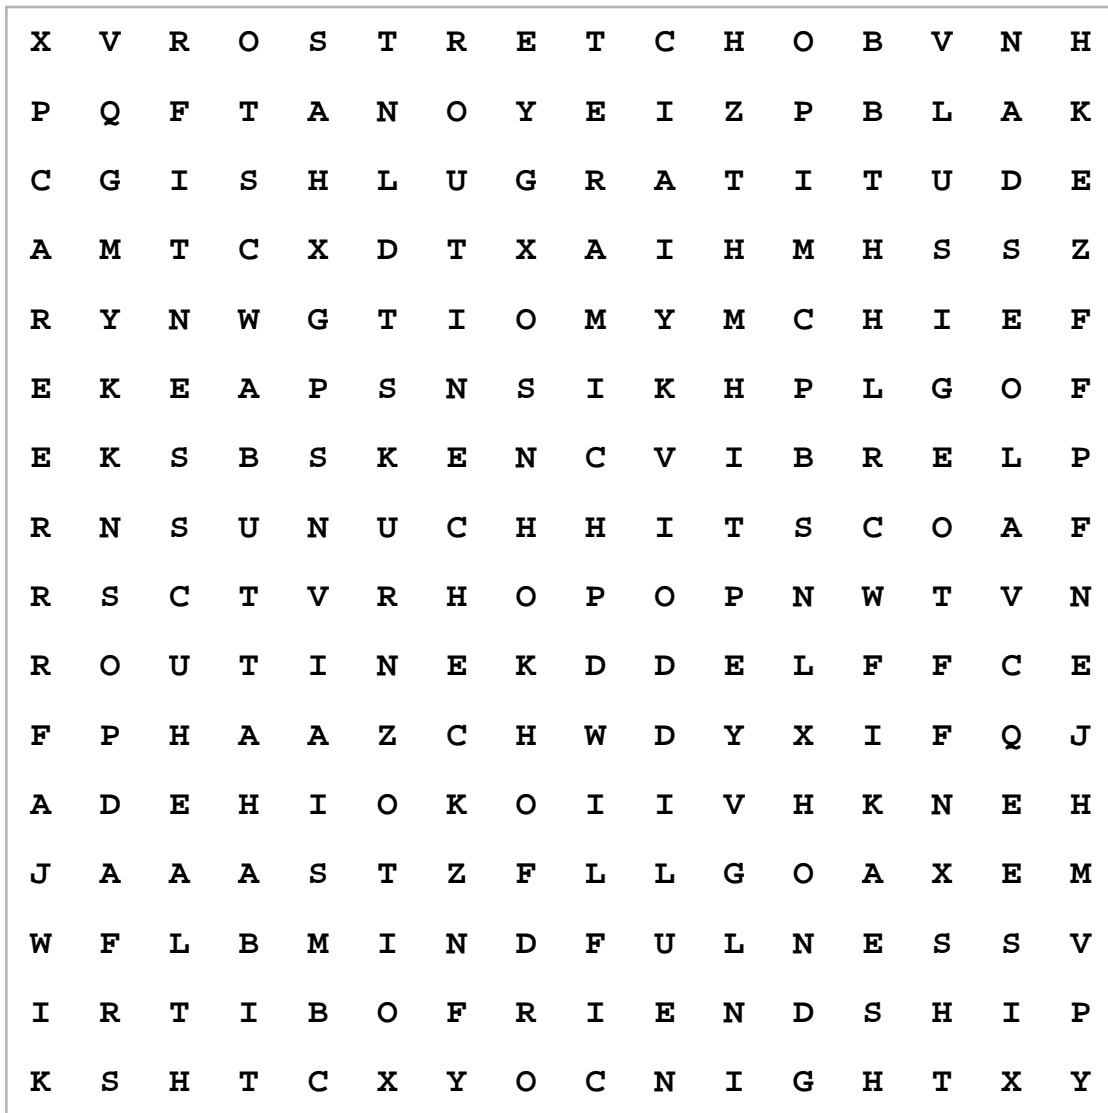 X V R O S T R E T C H O B V N H
P Q F T A N O Y E I Z P B L A K
C G I S H L U G R A T I T U D E
A M T C X D T X A I H M H S S Z
R Y N W G T I O M Y M C H I E F
E K E A P S N S I K H P L G O F
E K S B S K E N C V I B R E L P
R N S U N U C H H I T S C O A F
R S C T V R H O P O P N W T V N
R O U T I N E K D D E L F F C E
F P H A A Z C H W D Y X I F Q J
A D E H I O K O I I V H K N E H
J A A A S T Z F L L G O A X E M
W F L B M I N D F U L N E S S V
I R T I B O F R I E N D S H I P
K S H T C X Y O C N I G H T X Y